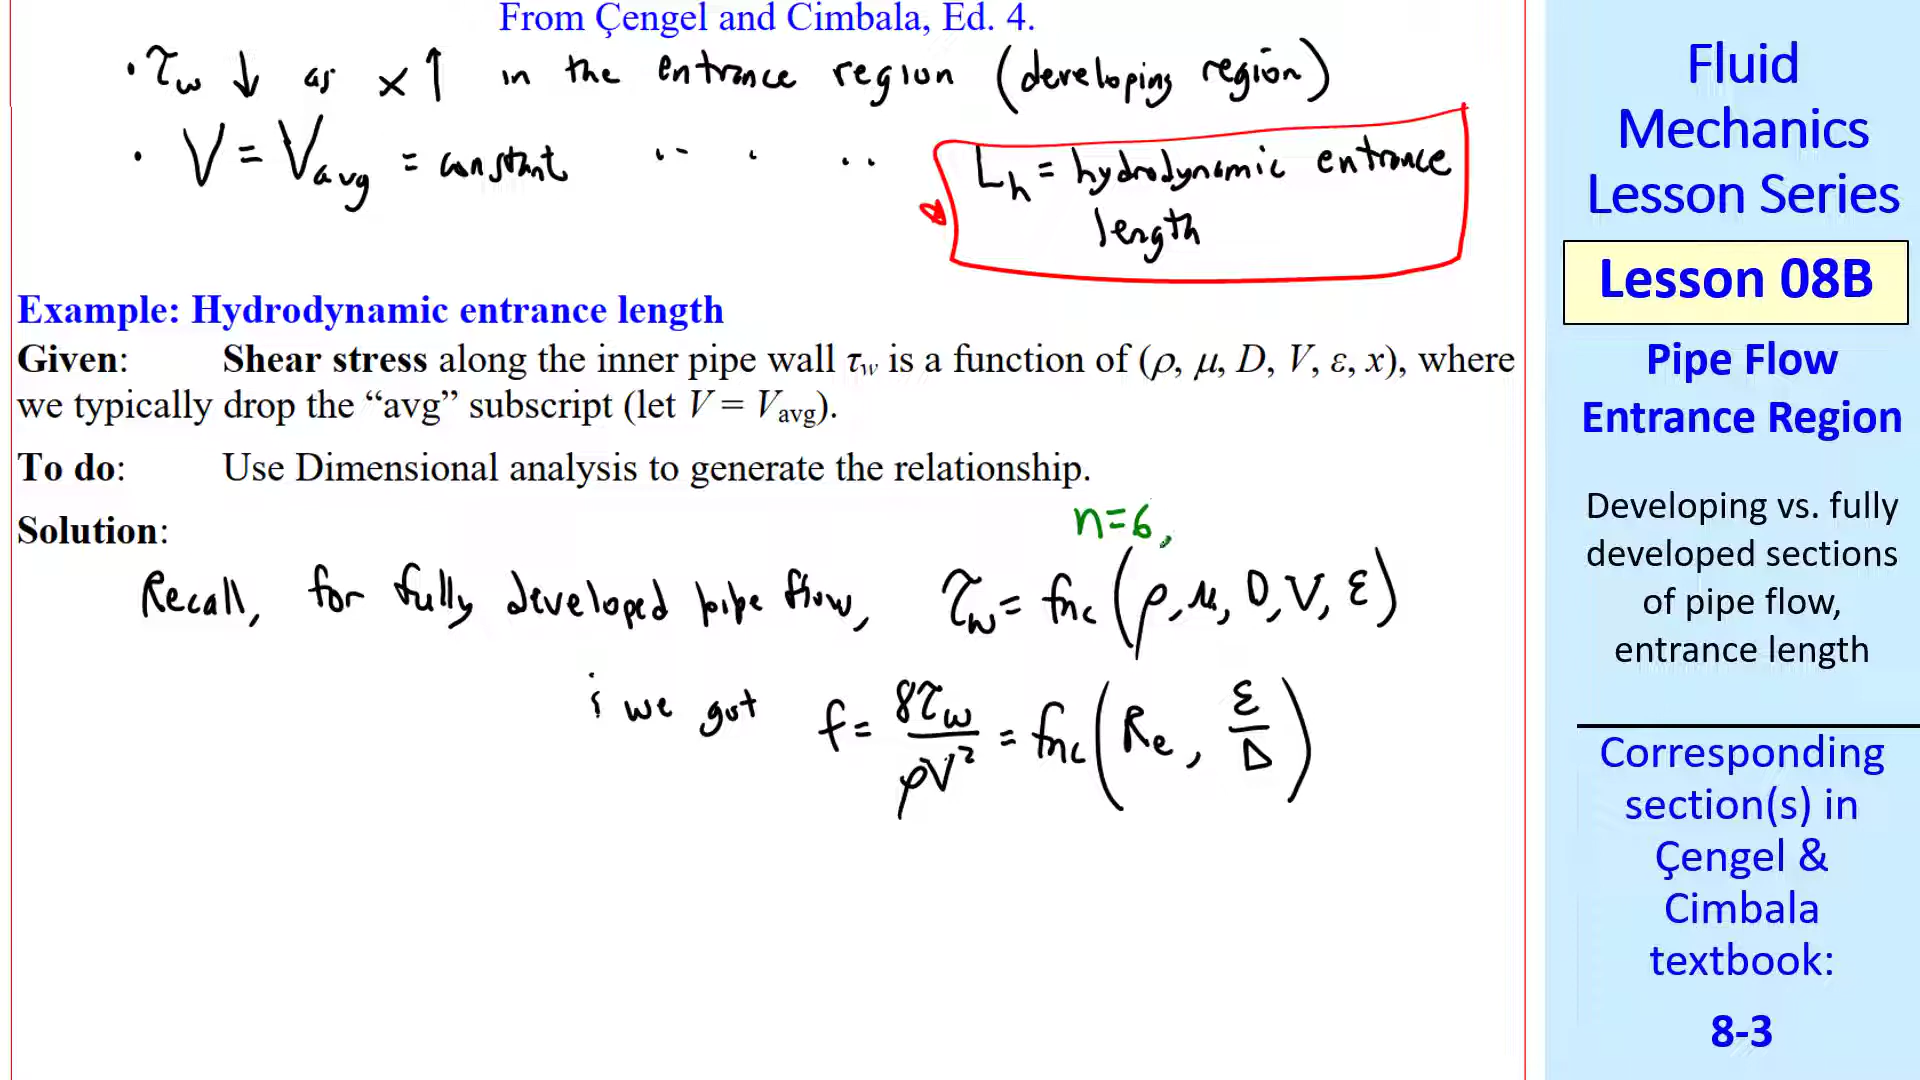 From Çengel and Cimbala, Ed. 4.
· τw ↓ as x ↑ in the entrance region (developing region)
· V = Vavg = constant " " "
Lh = hydrodynamic entrance
length
Example: Hydrodynamic entrance length
Given: Shear stress along the inner pipe wall τw is a function of (ρ, μ, D, V, ε, x), where
we typically drop the “avg” subscript (let V = Vavg).
To do: Use Dimensional analysis to generate the relationship.
Solution:
n=6,
Recall, for fully developed pipe flow, τw = fnc (ρ, μ, D, V, ε)
& we got f = 8τw/ρV² = fnc (Re, ε/D)
Fluid
Mechanics
Lesson Series
Lesson 08B
Pipe Flow
Entrance Region
Developing vs. fully
developed sections
of pipe flow,
entrance length
Corresponding
section(s) in
Çengel &
Cimbala
textbook:
8-3